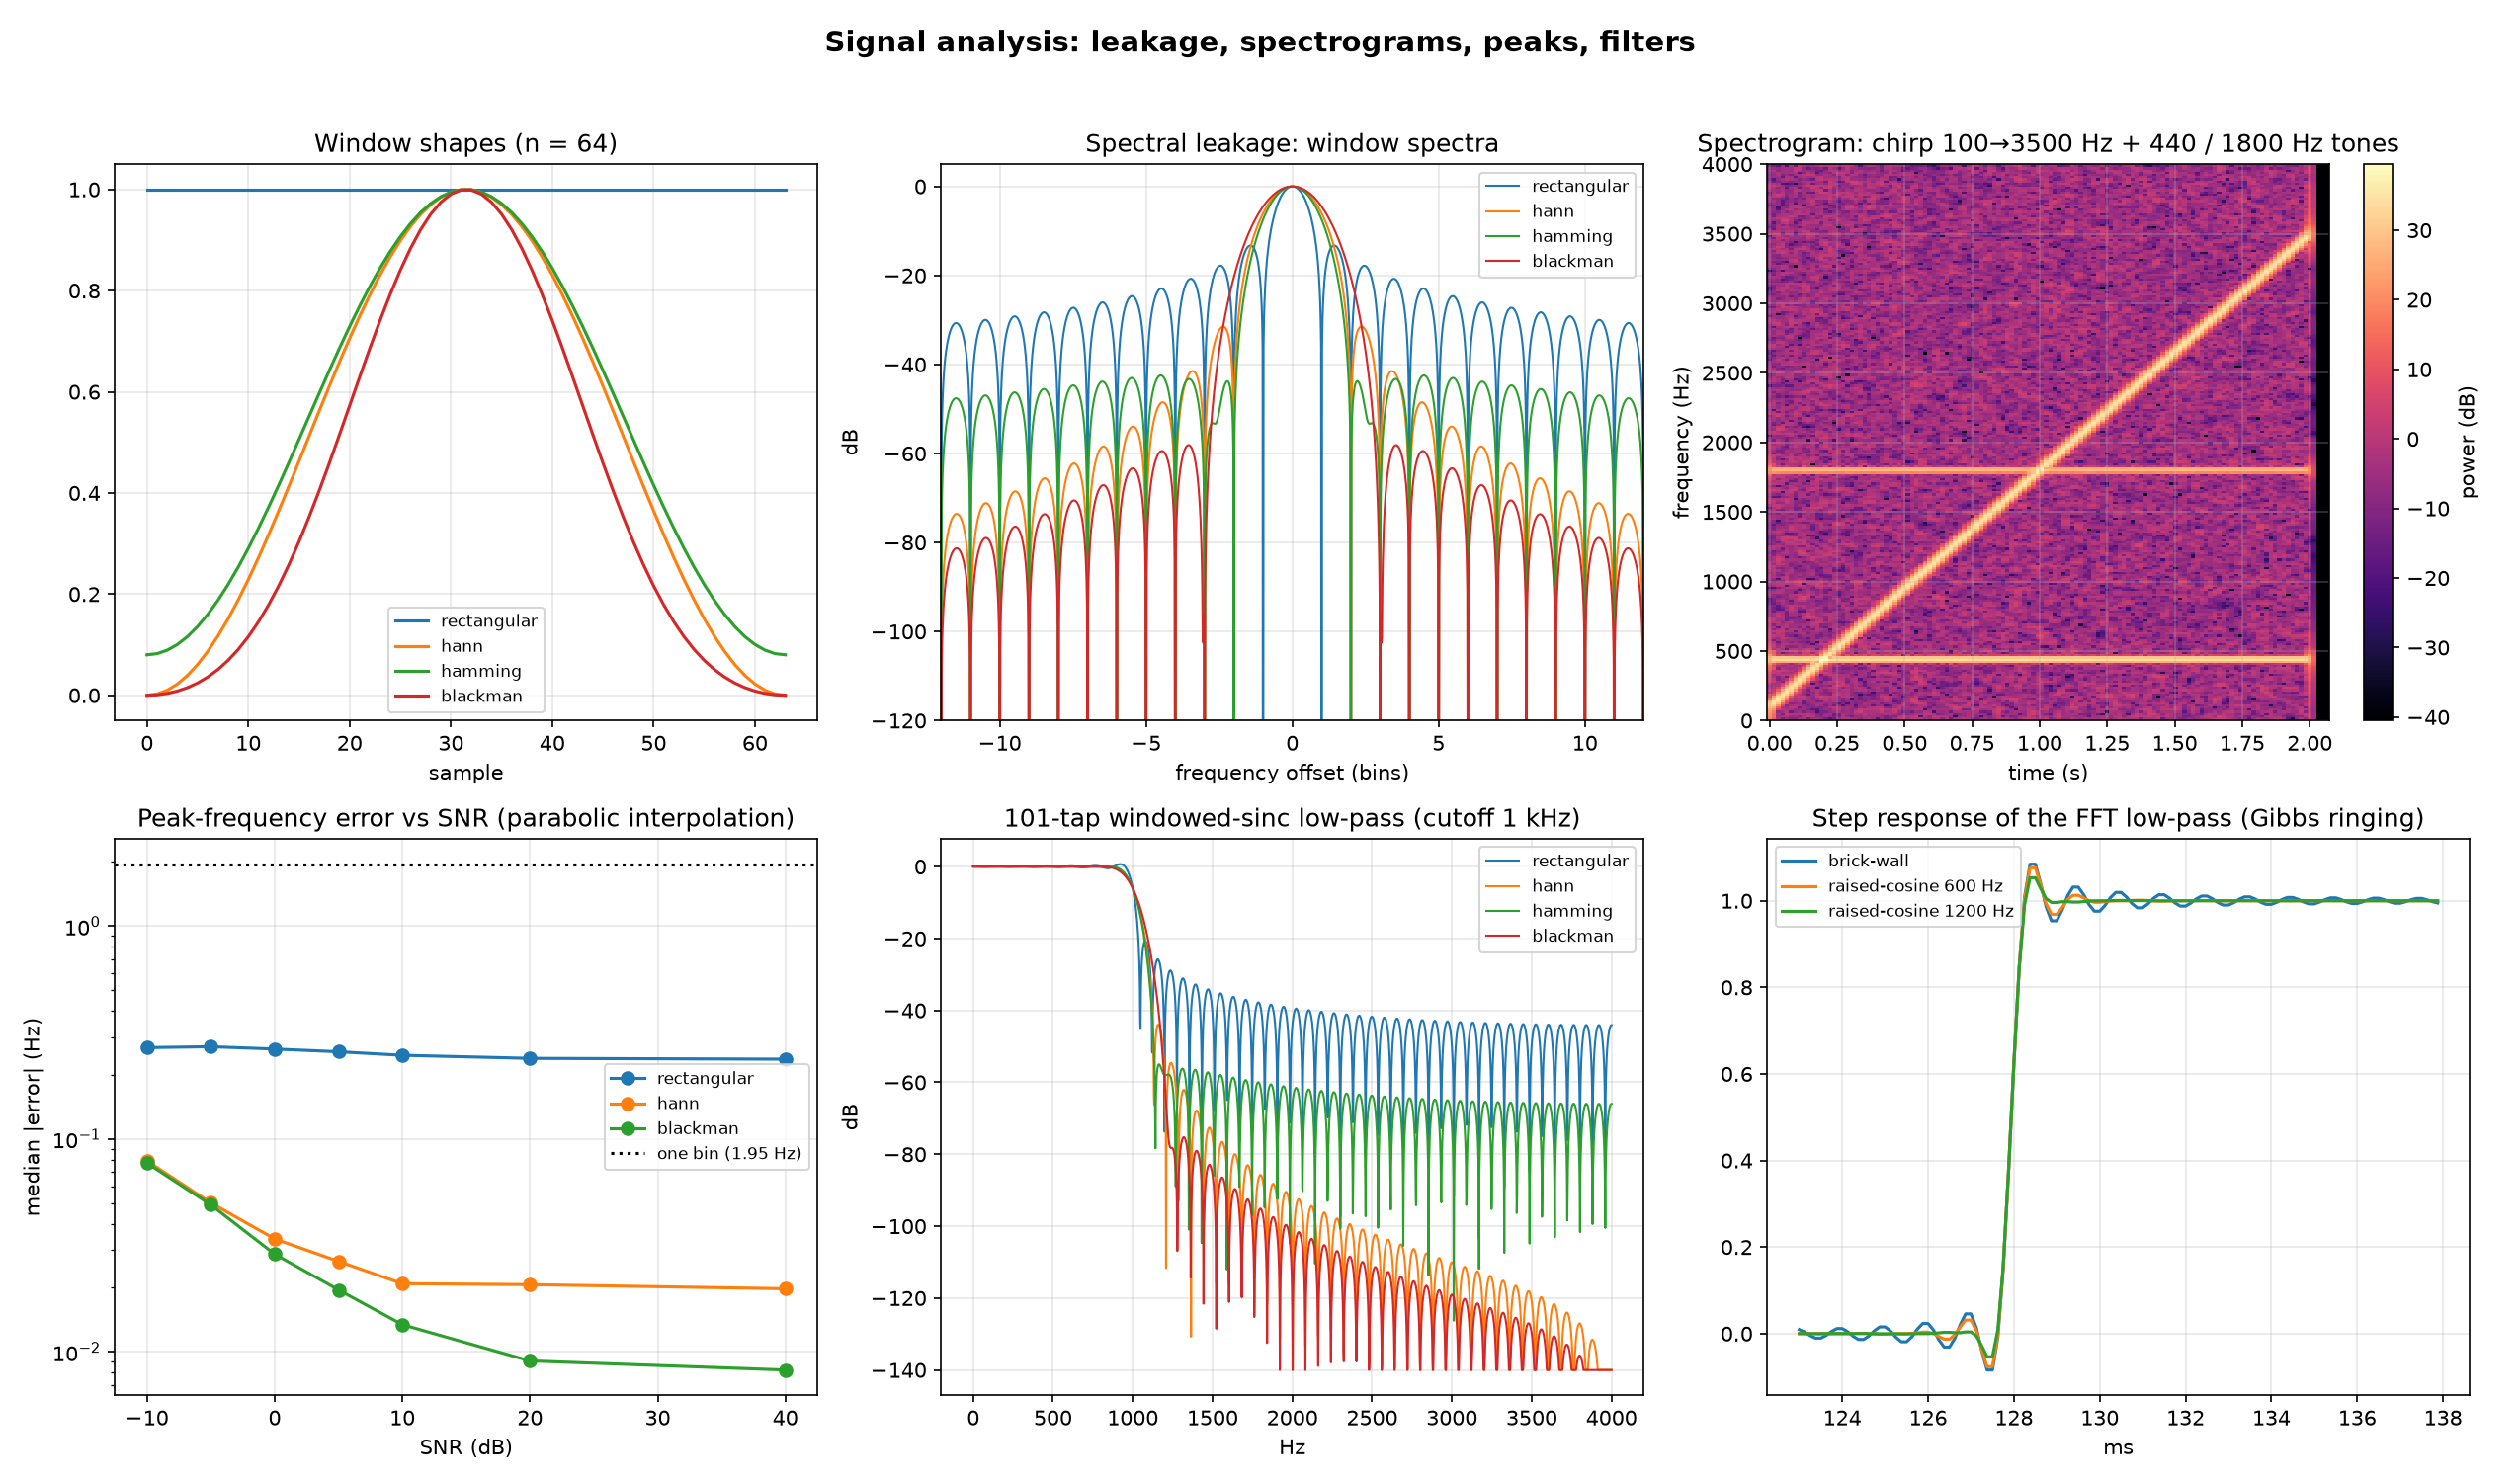 Signal analysis: leakage, spectrograms, peaks, filters
Window shapes (n = 64)
1.0
0.8
0.6
0.4
0.2
0.0
rectangular
hann
hamming
blackman
0 10 20 30 40 50 60
sample
Spectral leakage: window spectra
dB
0
−20
−40
−60
−80
−100
−120
rectangular
hann
hamming
blackman
−10 −5 0 5 10
frequency offset (bins)
Spectrogram: chirp 100→3500 Hz + 440 / 1800 Hz tones
frequency (Hz)
4000
3500
3000
2500
2000
1500
1000
500
0
0.00 0.25 0.50 0.75 1.00 1.25 1.50 1.75 2.00
time (s)
30
20
10
0
−10
−20
−30
−40
power (dB)
Peak-frequency error vs SNR (parabolic interpolation)
median |error| (Hz)
10⁰
10⁻¹
10⁻²
rectangular
hann
blackman
one bin (1.95 Hz)
−10 0 10 20 30 40
SNR (dB)
101-tap windowed-sinc low-pass (cutoff 1 kHz)
dB
0
−20
−40
−60
−80
−100
−120
−140
rectangular
hann
hamming
blackman
0 500 1000 1500 2000 2500 3000 3500 4000
Hz
Step response of the FFT low-pass (Gibbs ringing)
brick-wall
raised-cosine 600 Hz
raised-cosine 1200 Hz
1.0
0.8
0.6
0.4
0.2
0.0
124 126 128 130 132 134 136 138
ms